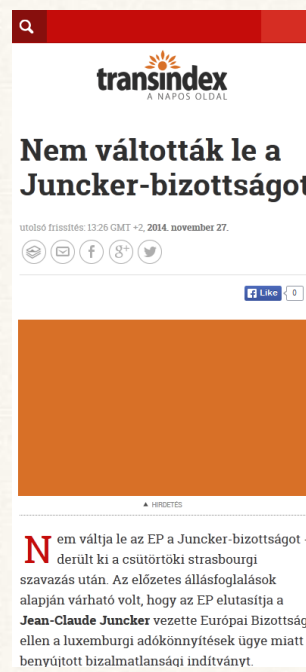 transindex
A NAPOS OLDAL
Nem váltották le a
Juncker-bizottságot
utolsó frissítés: 13:26 GMT +2, 2014. november 27.
Like 0
▲ HIRDETÉS
Nem váltja le az EP a Juncker-bizottságot -
derült ki a csütörtöki strasbourgi
szavazás után. Az előzetes állásfoglalások
alapján várható volt, hogy az EP elutasítja a
Jean-Claude Juncker vezette Európai Bizottság
ellen a luxemburgi adókönnyítések ügye miatt
benyújtott bizalmatlansági indítványt.